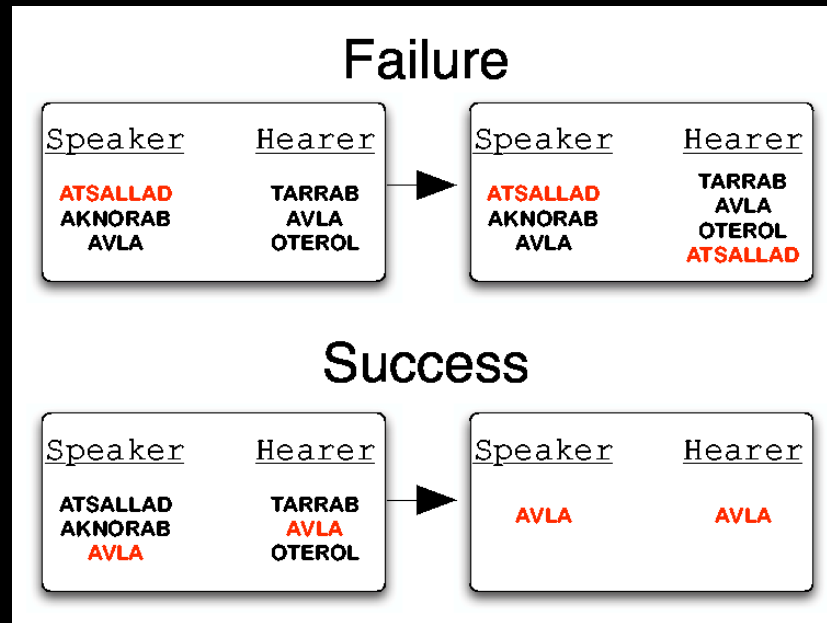 Failure
Speaker Hearer
ATSALLAD TARRAB
AKNORAB AVLA
AVLA OTEROL
Speaker Hearer
ATSALLAD TARRAB
AKNORAB AVLA
AVLA OTEROL
ATSALLAD
Success
Speaker Hearer
ATSALLAD TARRAB
AKNORAB AVLA
AVLA OTEROL
Speaker Hearer
AVLA AVLA